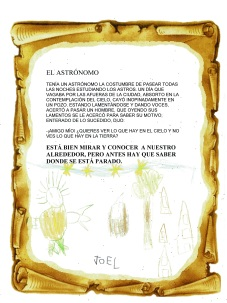 EL ASTRÓNOMO
TENÍA UN ASTRÓNOMO LA COSTUMBRE DE PASEAR TODAS
LAS NOCHES ESTUDIANDO LOS ASTROS. UN DÍA QUE
VAGABA POR LAS AFUERAS DE LA CIUDAD, ABSORTO EN LA
CONTEMPLACIÓN DEL CIELO, CAYÓ INOPINADAMENTE EN
UN POZO. ESTANDO LAMENTÁNDOSE Y DANDO VOCES,
ACERTÓ A PASAR UN HOMBRE, QUE OYENDO SUS
LAMENTOS SE LE ACERCÓ PARA SABER SU MOTIVO.
ENTERADO DE LO SUCEDIDO, DIJO:
¡AMIGO MÍO! ¿QUIERES VER LO QUE HAY EN EL CIELO Y NO
VES LO QUE HAY EN LA TIERRA?
ESTÁ BIEN MIRAR Y CONOCER A NUESTRO
ALREDEDOR, PERO ANTES HAY QUE SABER
DONDE SE ESTÁ PARADO.
JOEL